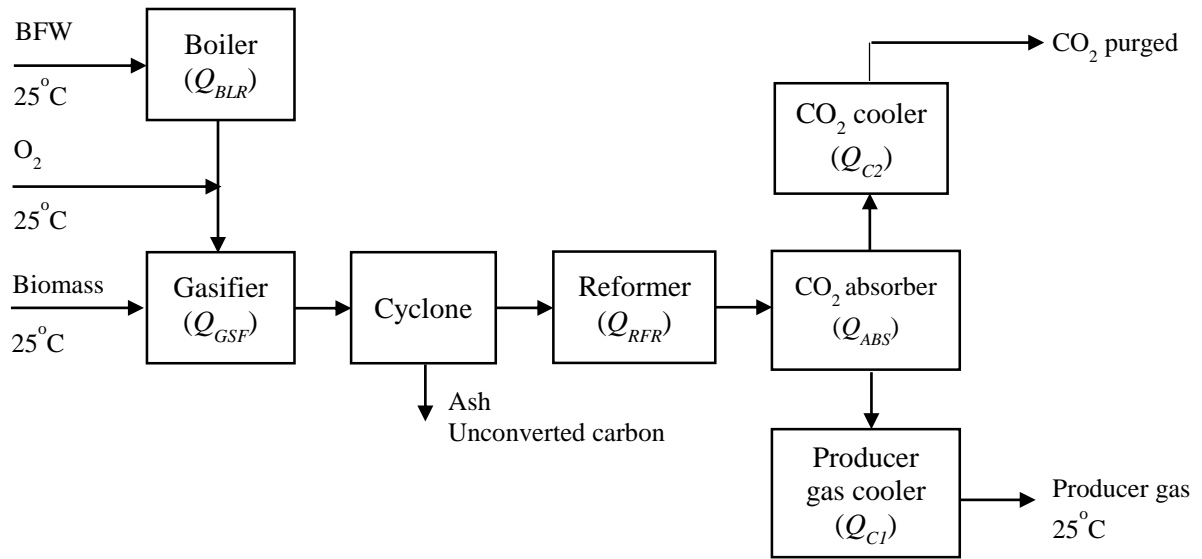 BFW
25°C
Boiler
(Q_BLR)
O₂
25°C
Biomass
25°C
Gasifier
(Q_GSF)
Cyclone
Ash
Unconverted carbon
Reformer
(Q_RFR)
CO₂ absorber
(Q_ABS)
CO₂ cooler
(Q_C2)
CO₂ purged
Producer
gas cooler
(Q_C1)
Producer gas
25°C